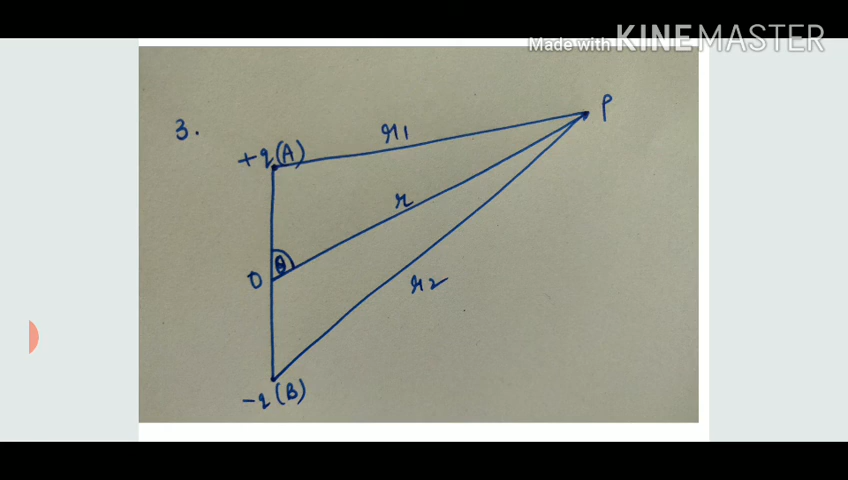 Made with KINEMASTER
3.
P
r1
+q(A)
r
θ
O
r2
-q(B)